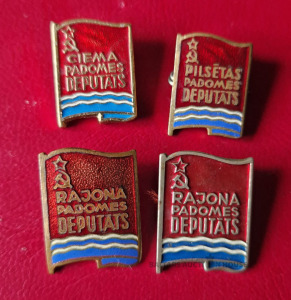 CIEMA
PADOMES
DEPUTĀTS
PILSĒTAS
PADOMES
DEPUTĀTS
RAJONA
PADOMES
DEPUTĀTS
RAJONA
PADOMES
DEPUTĀTS